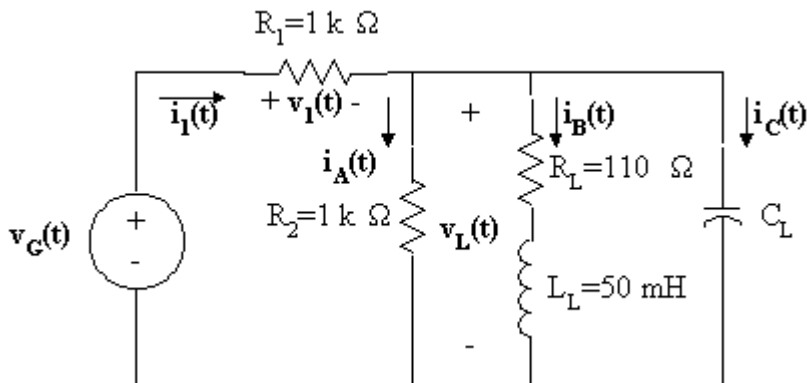 R1=1 k Ω
+ v1(t) -
i1(t)
+
iB(t)
iC(t)
iA(t)
RL=110 Ω
R2=1 k Ω
vL(t)
CL
+
-
vG(t)
LL=50 mH
-